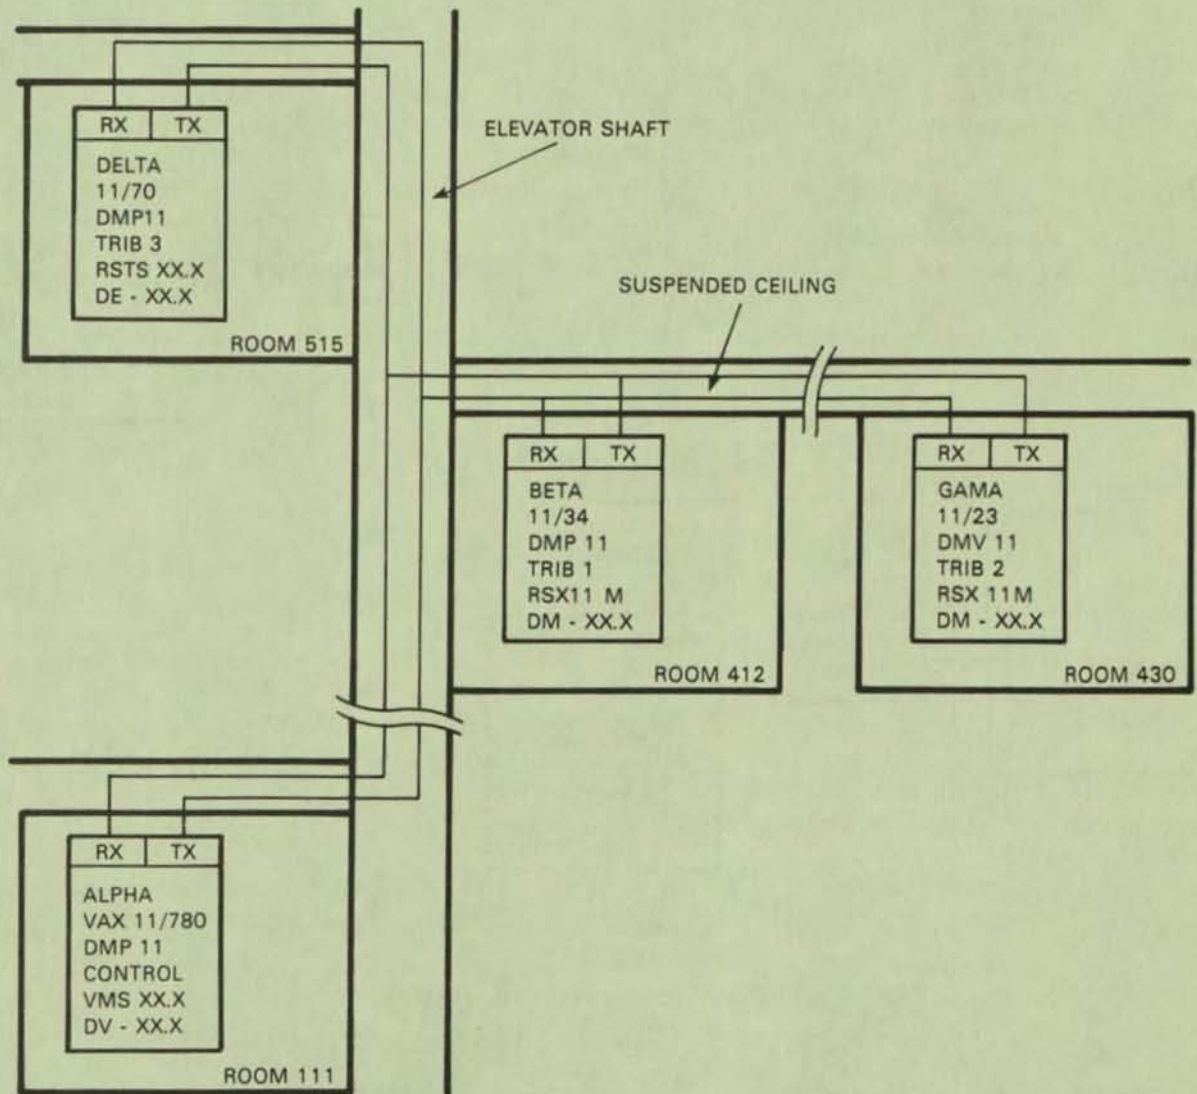 RX TX
DELTA
11/70
DMP11
TRIB 3
RSTS XX.X
DE - XX.X
ROOM 515
ELEVATOR SHAFT
SUSPENDED CEILING
RX TX
BETA
11/34
DMP 11
TRIB 1
RSX11 M
DM - XX.X
ROOM 412
RX TX
GAMA
11/23
DMV 11
TRIB 2
RSX 11M
DM - XX.X
ROOM 430
RX TX
ALPHA
VAX 11/780
DMP 11
CONTROL
VMS XX.X
DV - XX.X
ROOM 111